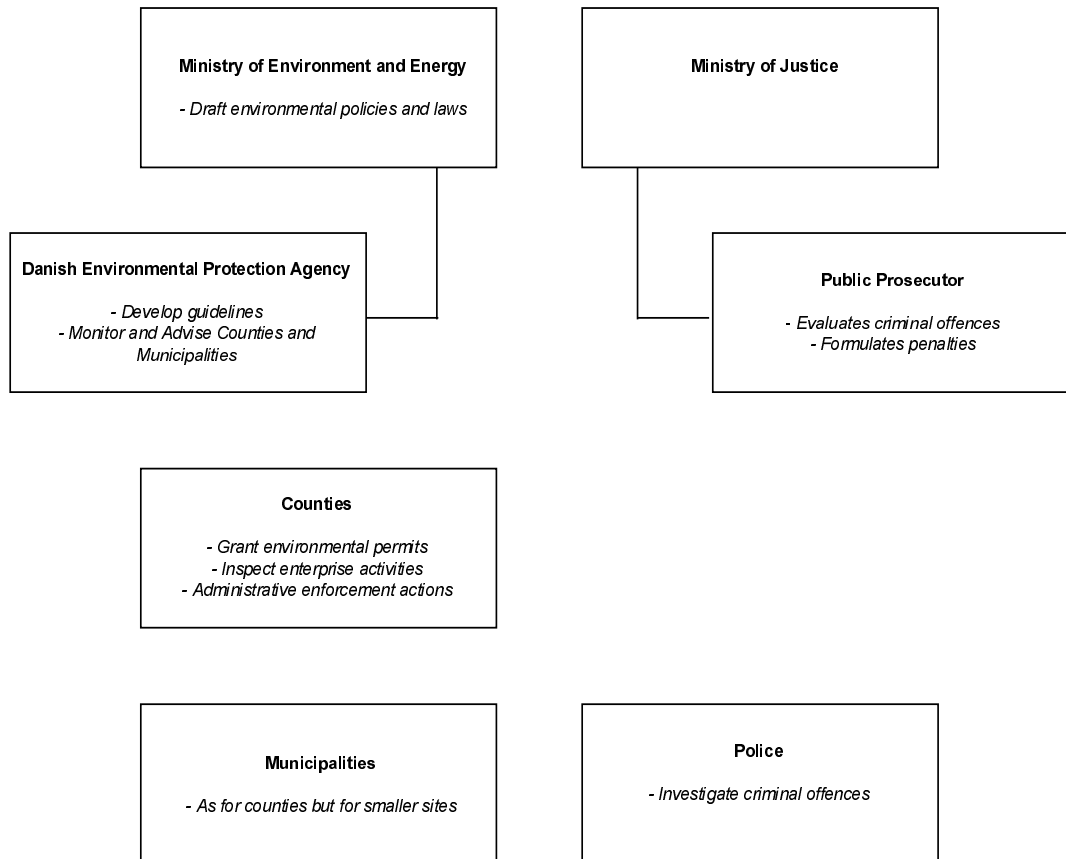 Ministry of Environment and Energy
- Draft environmental policies and laws
Ministry of Justice
Danish Environmental Protection Agency
- Develop guidelines
- Monitor and Advise Counties and
Municipalities
Public Prosecutor
- Evaluates criminal offences
- Formulates penalties
Counties
- Grant environmental permits
- Inspect enterprise activities
- Administrative enforcement actions
Municipalities
- As for counties but for smaller sites
Police
- Investigate criminal offences